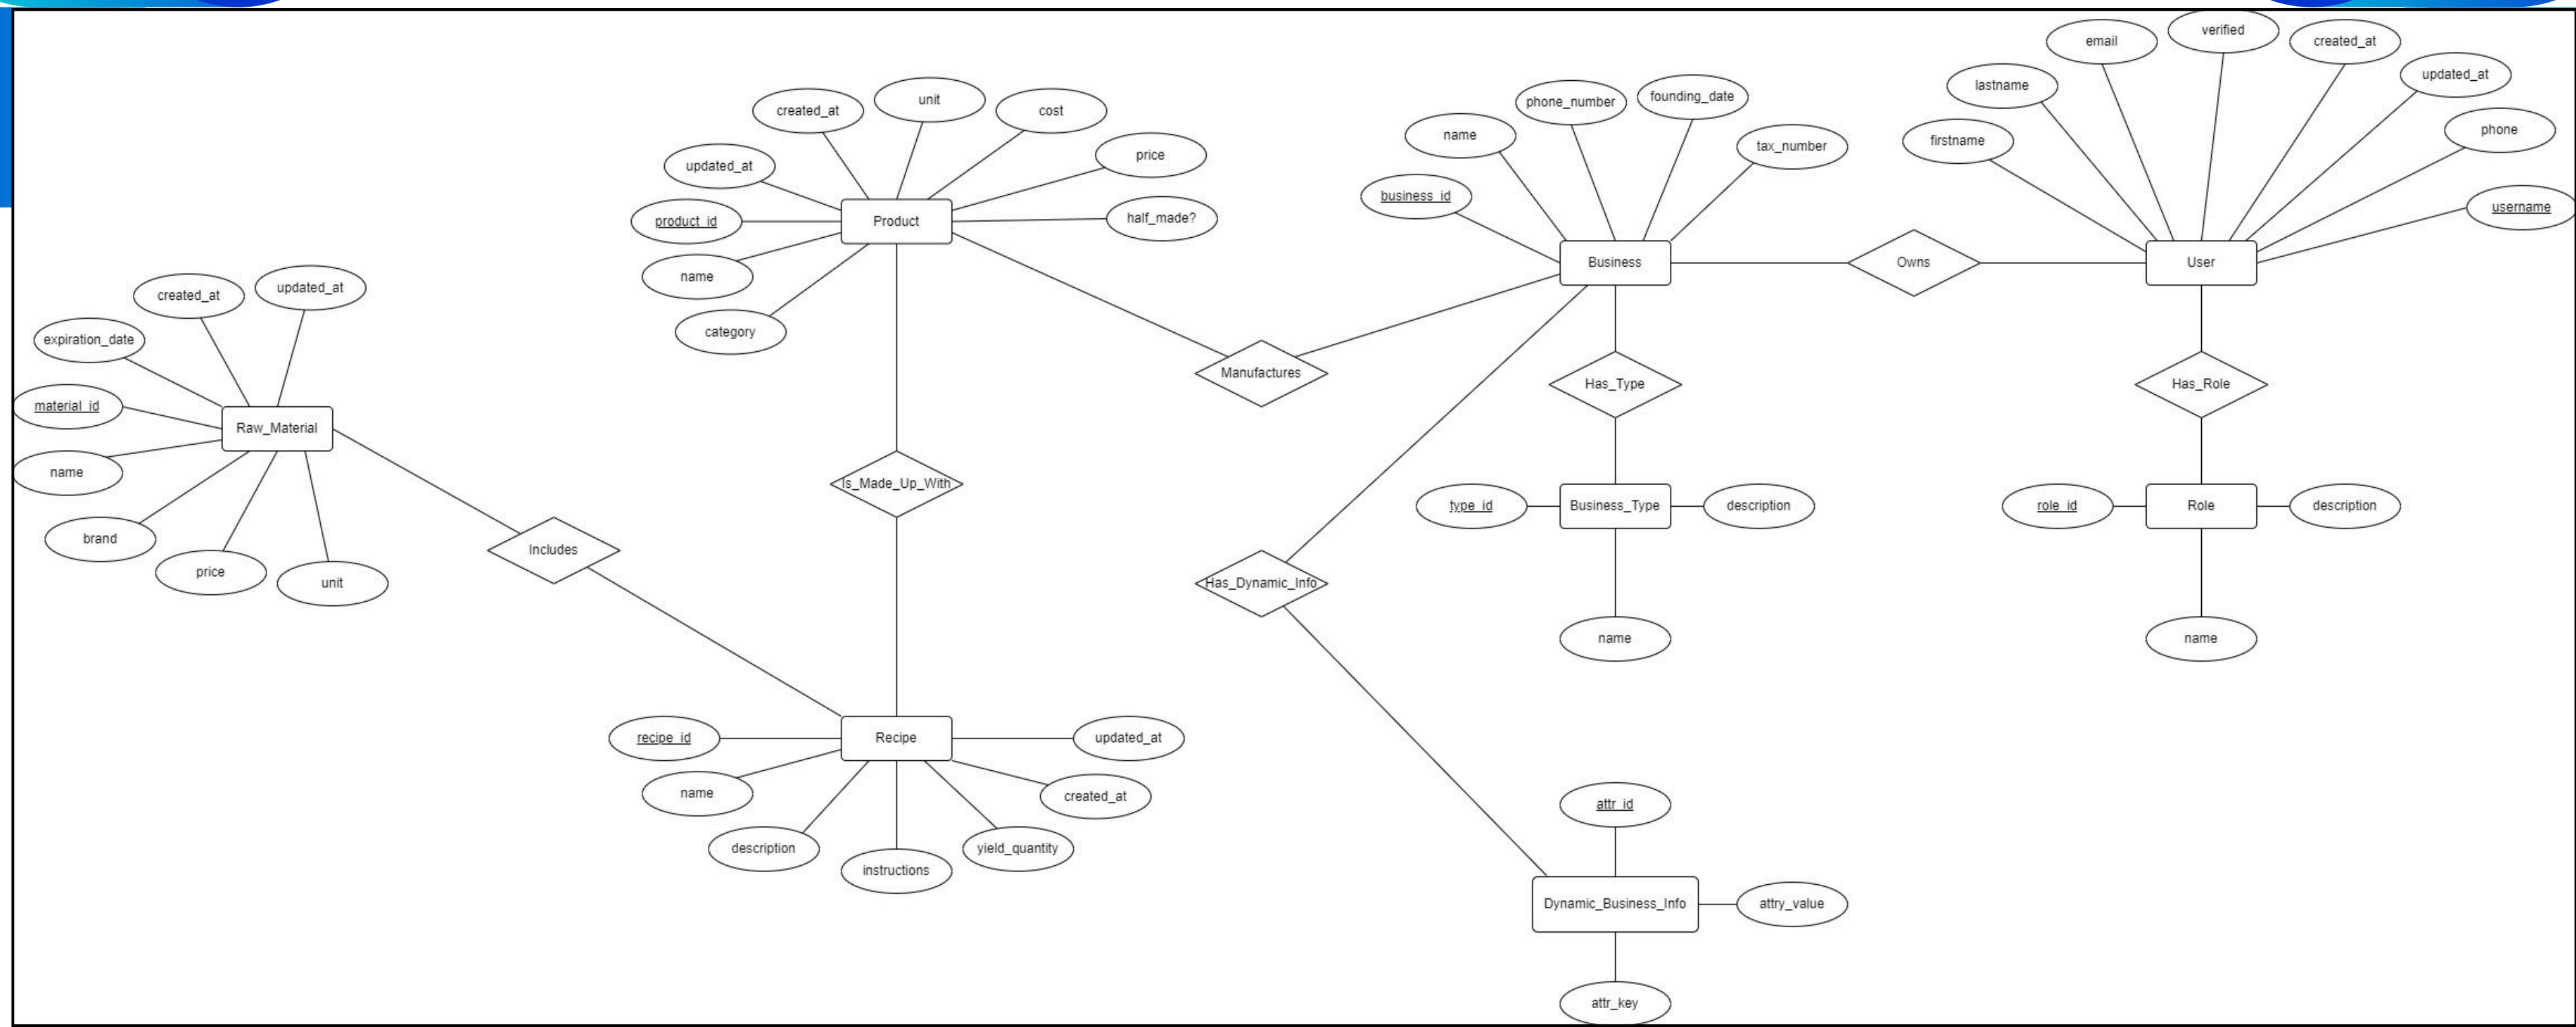 verified
email
created_at
lastname
updated_at
phone
firstname
username
User
Owns
Has_Role
role_id
Role
description
name
phone_number
founding_date
name
tax_number
business_id
Business
Has_Type
type_id
Business_Type
description
name
Manufactures
Has_Dynamic_Info
attr_id
Dynamic_Business_Info
attry_value
attr_key
unit
created_at
cost
price
updated_at
product_id
Product
half_made?
name
category
Is_Made_Up_With
created_at
updated_at
expiration_date
material_id
Raw_Material
name
brand
price
unit
Includes
recipe_id
Recipe
updated_at
name
created_at
description
instructions
yield_quantity